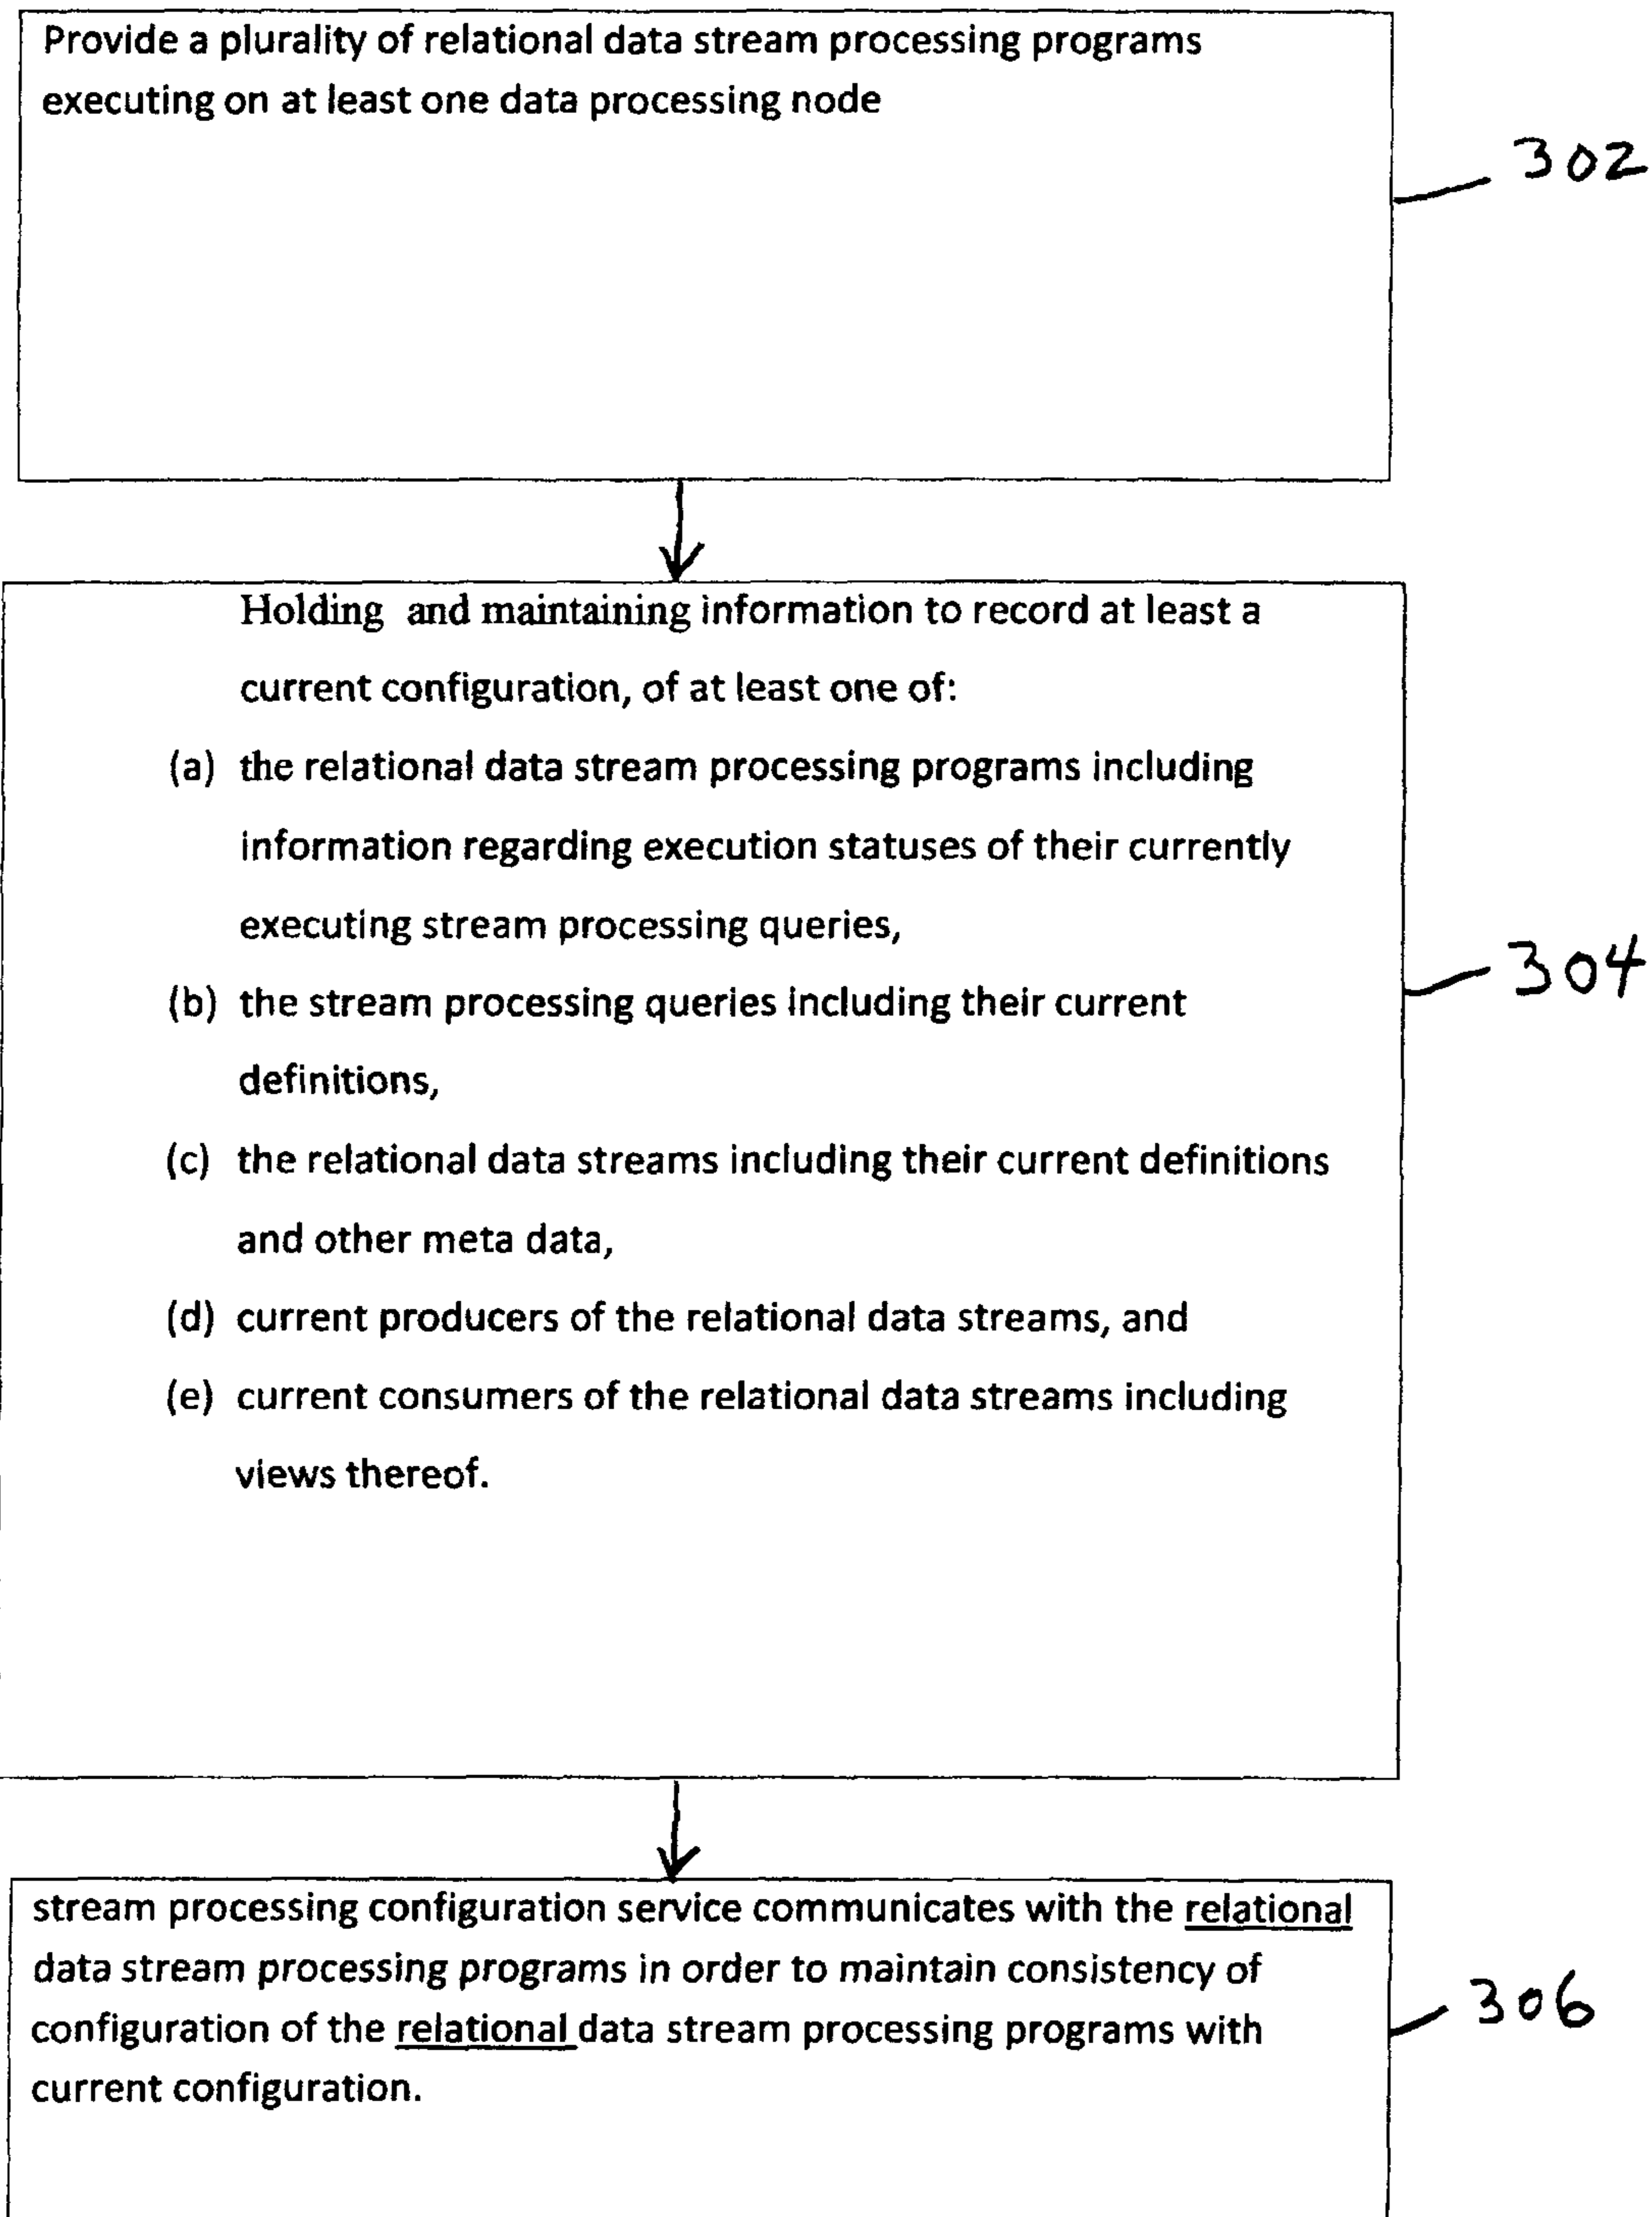 Provide a plurality of relational data stream processing programs
executing on at least one data processing node
302
Holding and maintaining information to record at least a
current configuration, of at least one of:
(a) the relational data stream processing programs including
information regarding execution statuses of their currently
executing stream processing queries,
(b) the stream processing queries including their current
definitions,
304
(c) the relational data streams including their current definitions
and other meta data,
(d) current producers of the relational data streams, and
(e) current consumers of the relational data streams including
views thereof.
stream processing configuration service communicates with the relational
data stream processing programs in order to maintain consistency of
configuration of the relational data stream processing programs with
current configuration.
306